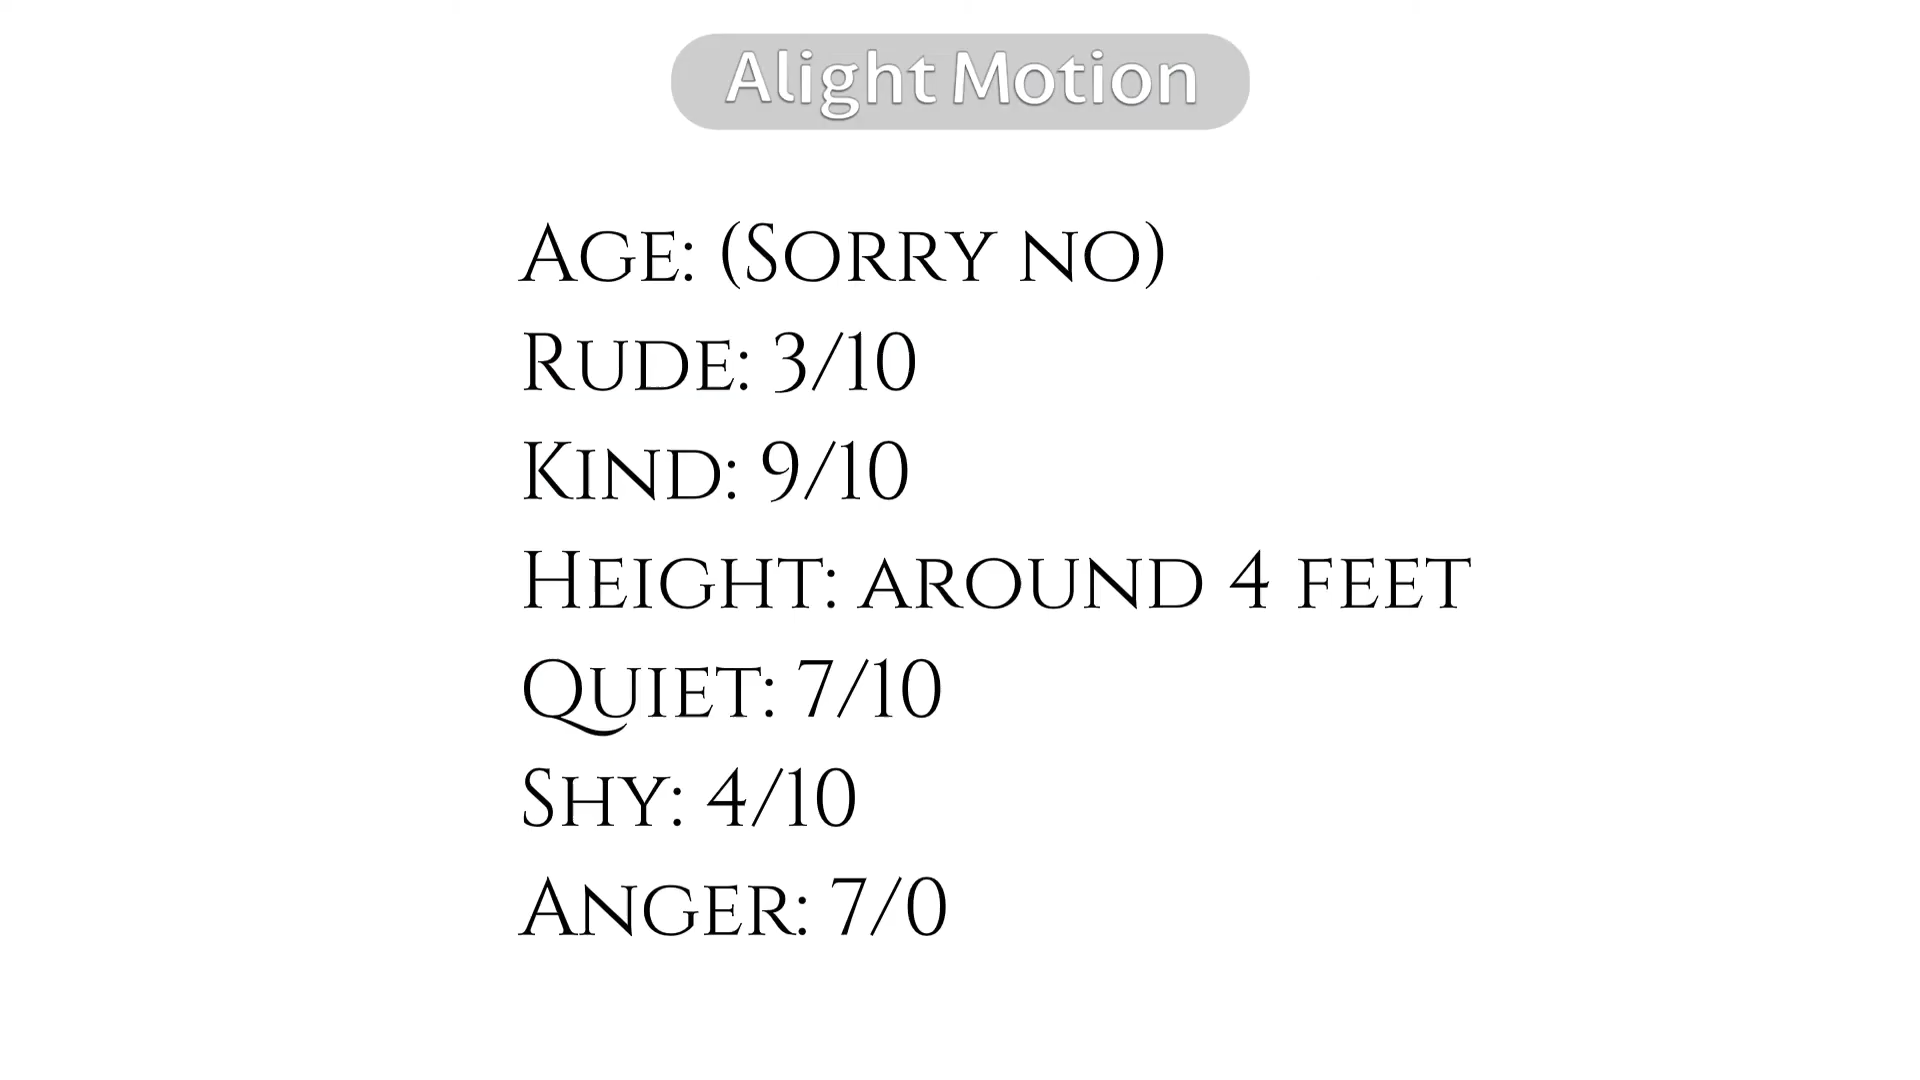 Alight Motion
Age: (Sorry no)
Rude: 3/10
Kind: 9/10
Height: around 4 feet
Quiet: 7/10
Shy: 4/10
Anger: 7/0